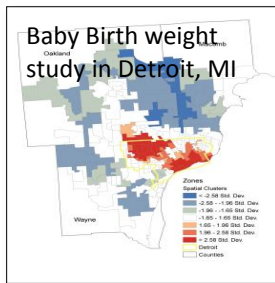 Baby Birth weight
study in Detroit, MI
Oakland
Macomb
Wayne
Zones
Spatial Clusters
< -2.58 Std. Dev.
-2.58 - -1.96 Std. Dev.
-1.96 - -1.65 Std. Dev.
-1.65 - 1.65 Std. Dev.
1.65 - 1.96 Std. Dev.
1.96 - 2.58 Std. Dev.
> 2.58 Std. Dev.
Detroit
Counties